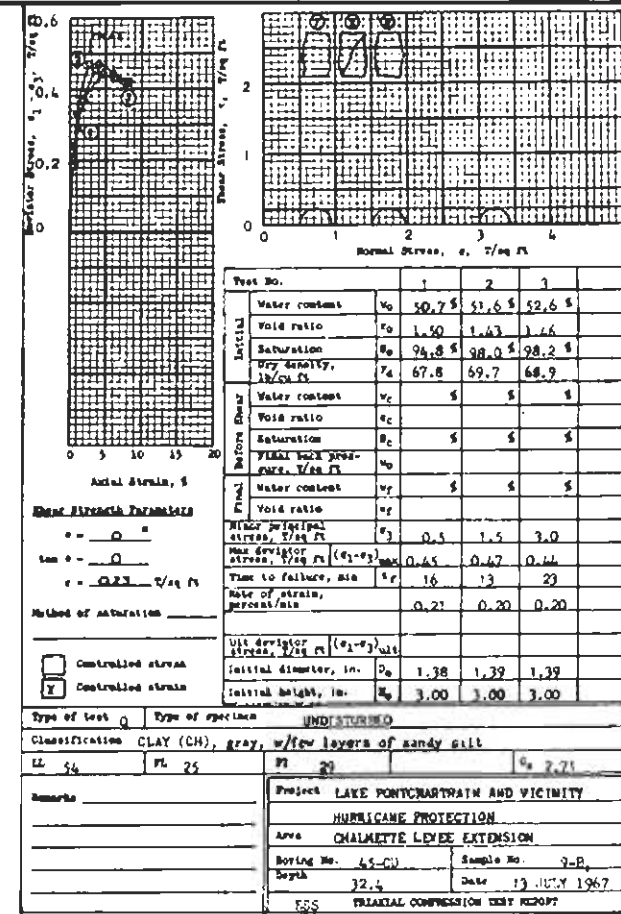 Deviator Stress, σ1 - σ3, T/sq ft
0.6
0.4
0.2
0
MAX
0 5 10 15 20
Axial Strain, %
Shear Stress, τ, T/sq ft
2
1
0
0 1 2 3 4
Normal Stress, σ, T/sq ft
Test No. 1 2 3
Initial
Water content Wo 50.7 % 51.6 % 52.6 %
Void ratio eo 1.50 1.43 1.46
Saturation So 94.8 % 98.0 % 98.2 %
Dry density, lb/cu ft γd 67.8 69.7 68.9
Before Shear
Water content Wc % % %
Void ratio ec
Saturation Sc % % %
Final back pressure, T/sq ft uo
Final
Water content Wf % % %
Void ratio ef
Minor principal stress, T/sq ft σ3 0.5 1.5 3.0
Max deviator stress, T/sq ft (σ1-σ3)max 0.45 0.47 0.44
Time to failure, min tf 16 13 23
Rate of strain, percent/min 0.21 0.20 0.20
Ult deviator stress, T/sq ft (σ1-σ3)ult
Initial diameter, in. Do 1.38 1.39 1.39
Initial height, in. Ho 3.00 3.00 3.00
Shear Strength Parameters
φ = 0 °
tan φ = 0
c = 0.23 T/sq ft
Method of saturation
Controlled stress
X Controlled strain
Type of test Q Type of specimen UNDISTURBED
Classification CLAY (CH), gray, w/few layers of sandy silt
LL 54 PL 25 PI 29 Gs 2.71
Remarks
Project LAKE PONTCHARTRAIN AND VICINITY
HURRICANE PROTECTION
Area CHALMETTE LEVEE EXTENSION
Boring No. 45-CU Sample No. 9-B
Depth 32.4 Date 13 JULY 1967
TRIAXIAL COMPRESSION TEST REPORT